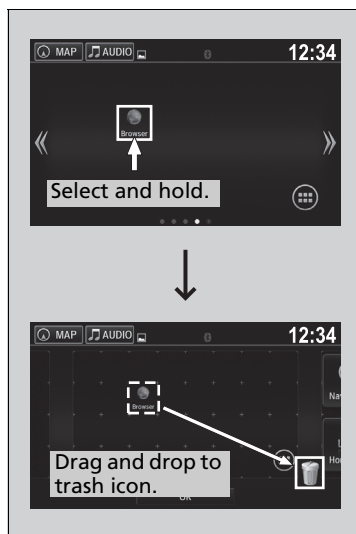 MAP AUDIO 12:34
Browser
Select and hold.
MAP AUDIO 12:34
Browser
Drag and drop to
trash icon.